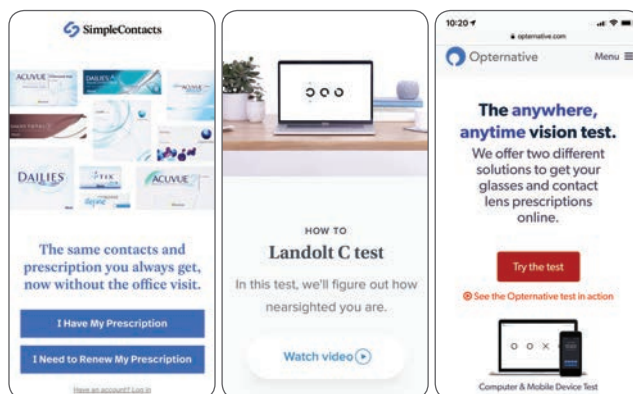 SimpleContacts
ACUVUE
DAILIES
DAILIES
ACUVUE
define
The same contacts and
prescription you always get,
now without the office visit.
I Have My Prescription
I Need to Renew My Prescription
Have an account? Log in
HOW TO
Landolt C test
In this test, we'll figure out how
nearsighted you are.
Watch video
10:20
opternative.com
Opternative
Menu
The anywhere,
anytime vision test.
We offer two different
solutions to get your
glasses and contact
lens prescriptions
online.
Try the test
See the Opternative test in action
Computer & Mobile Device Test